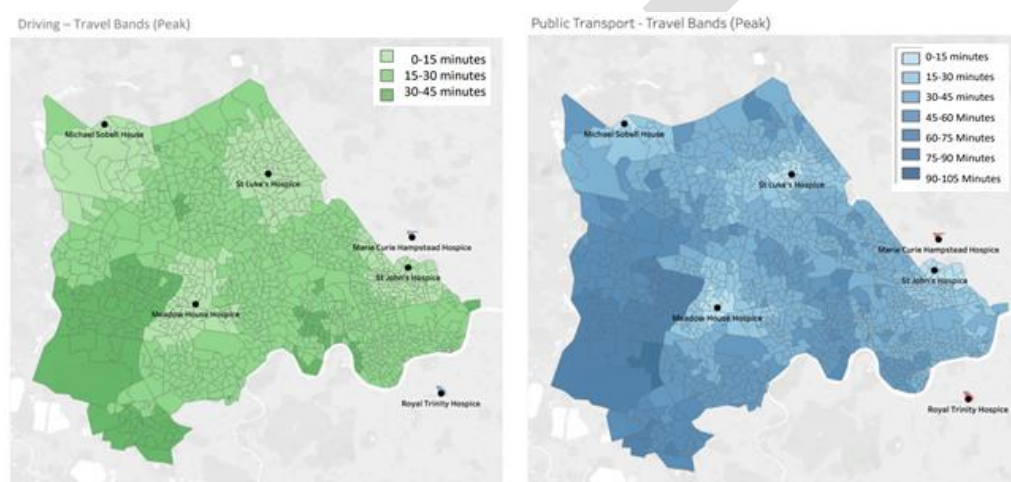 Driving – Travel Bands (Peak)
0-15 minutes
15-30 minutes
30-45 minutes
Michael Sobell House
St Luke's Hospice
Marie Curie Hampstead Hospice
St John's Hospice
Meadow House Hospice
Royal Trinity Hospice
Public Transport - Travel Bands (Peak)
0-15 minutes
15-30 minutes
30-45 minutes
45-60 Minutes
60-75 Minutes
75-90 Minutes
90-105 Minutes
Michael Sobell House
St Luke's Hospice
Marie Curie Hampstead Hospice
St John's Hospice
Meadow House Hospice
Royal Trinity Hospice